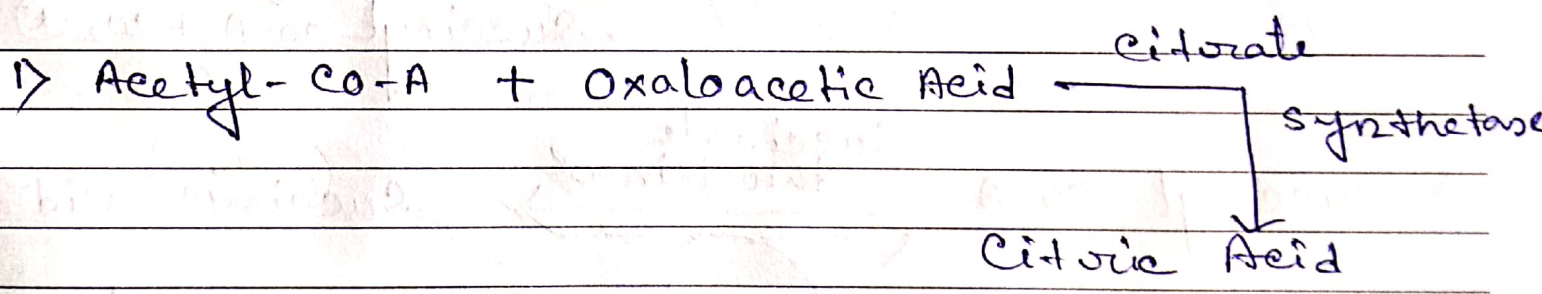 1) Acetyl-CO-A + Oxaloacetic Acid
Citrate
synthetase
Citric Acid